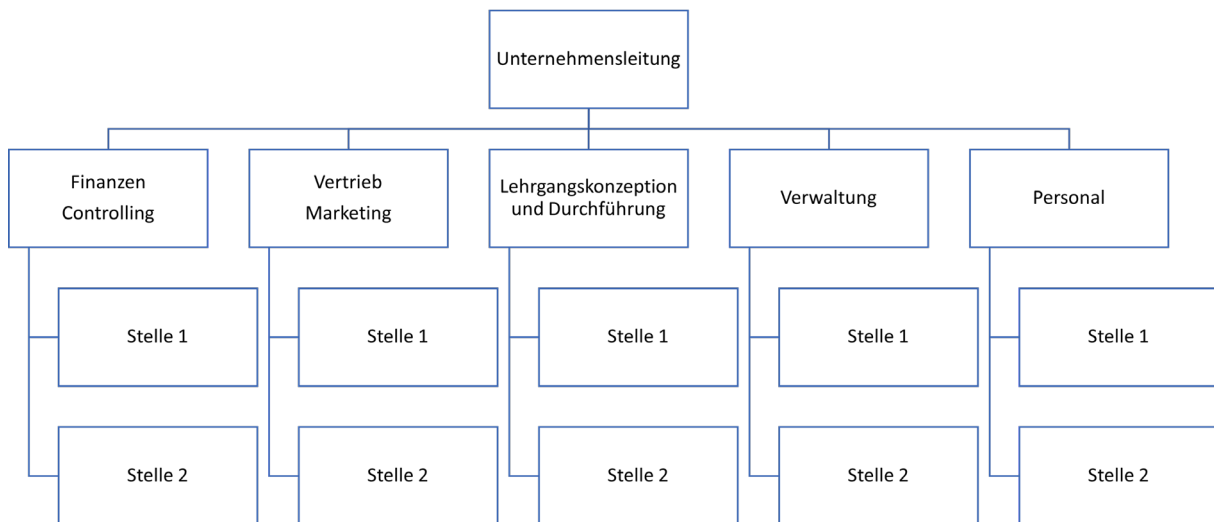 Unternehmensleitung
Finanzen
Controlling
Vertrieb
Marketing
Lehrgangskonzeption
und Durchführung
Verwaltung
Personal
Stelle 1
Stelle 1
Stelle 1
Stelle 1
Stelle 1
Stelle 2
Stelle 2
Stelle 2
Stelle 2
Stelle 2